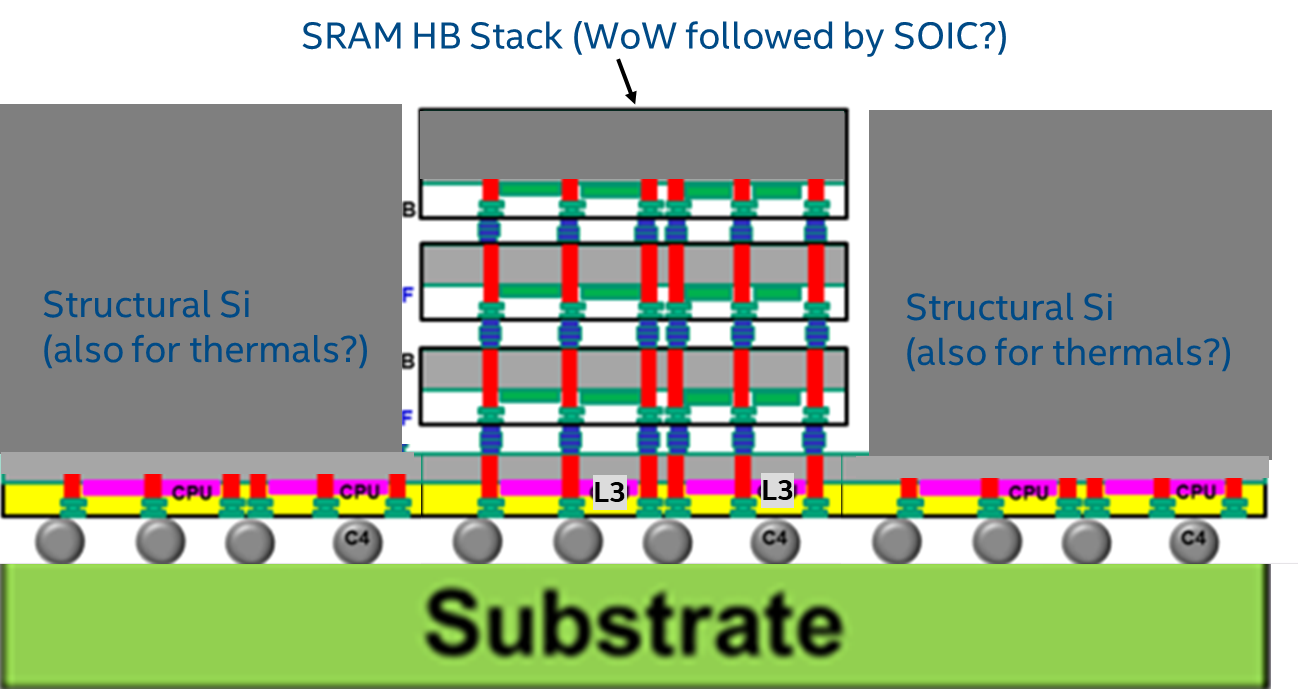 SRAM HB Stack (WoW followed by SOIC?)
B
F
B
F
Structural Si
(also for thermals?)
Structural Si
(also for thermals?)
CPU
CPU
L3
L3
CPU
CPU
C4
C4
C4
Substrate